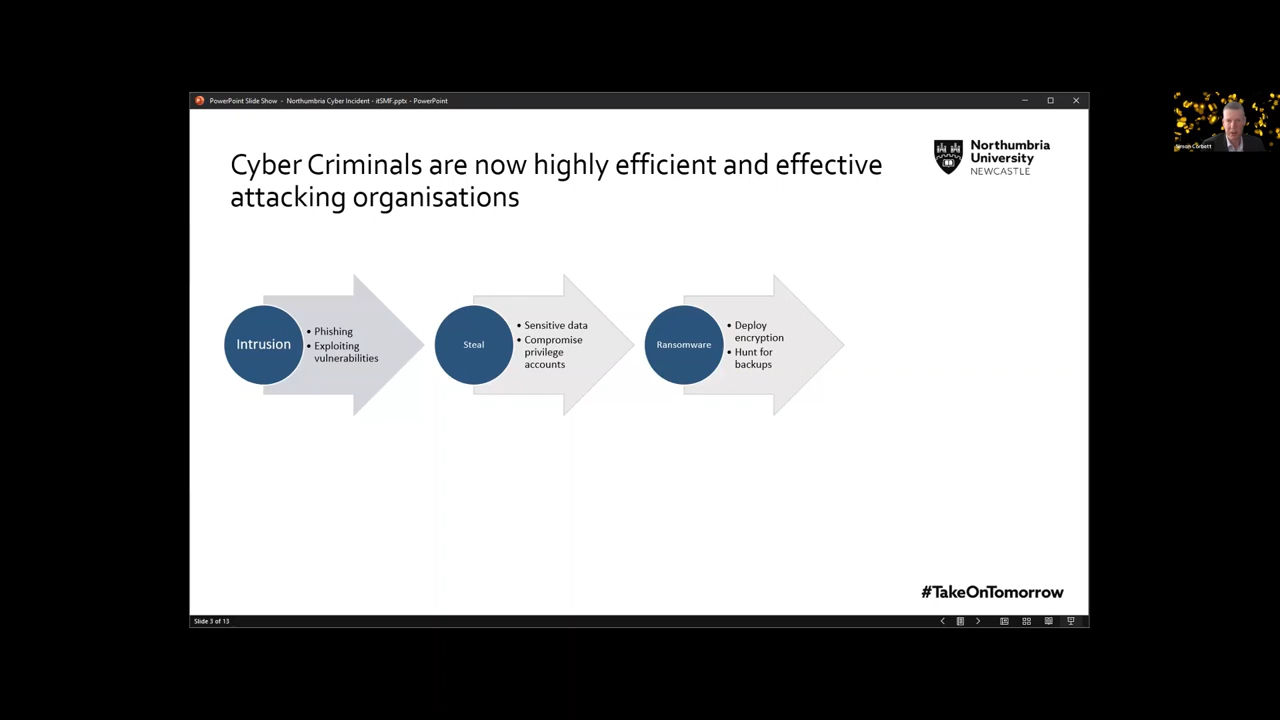 PowerPoint Slide Show - Northumbria Cyber Incident - itSMF.pptx - PowerPoint
Cyber Criminals are now highly efficient and effective
attacking organisations
Northumbria
University
NEWCASTLE
Intrusion
• Phishing
• Exploiting
vulnerabilities
Steal
• Sensitive data
• Compromise
privilege
accounts
Ransomware
• Deploy
encryption
• Hunt for
backups
#TakeOnTomorrow
Slide 3 of 13
Simon Corbett